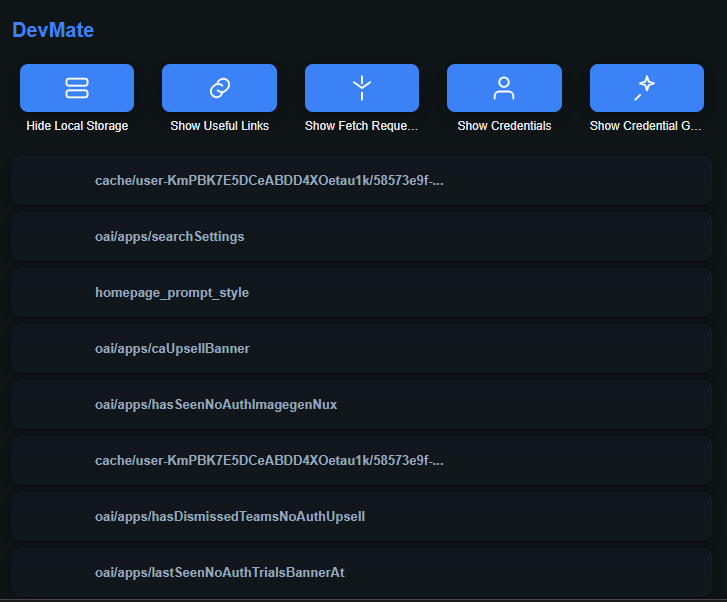 DevMate
Hide Local Storage
Show Useful Links
Show Fetch Reque...
Show Credentials
Show Credential G...
cache/user-KmPBK7E5DCeABDD4XOetau1k/58573e9f-...
oai/apps/searchSettings
homepage_prompt_style
oai/apps/caUpsellBanner
oai/apps/hasSeenNoAuthImagegenNux
cache/user-KmPBK7E5DCeABDD4XOetau1k/58573e9f-...
oai/apps/hasDismissedTeamsNoAuthUpsell
oai/apps/lastSeenNoAuthTrialsBannerAt